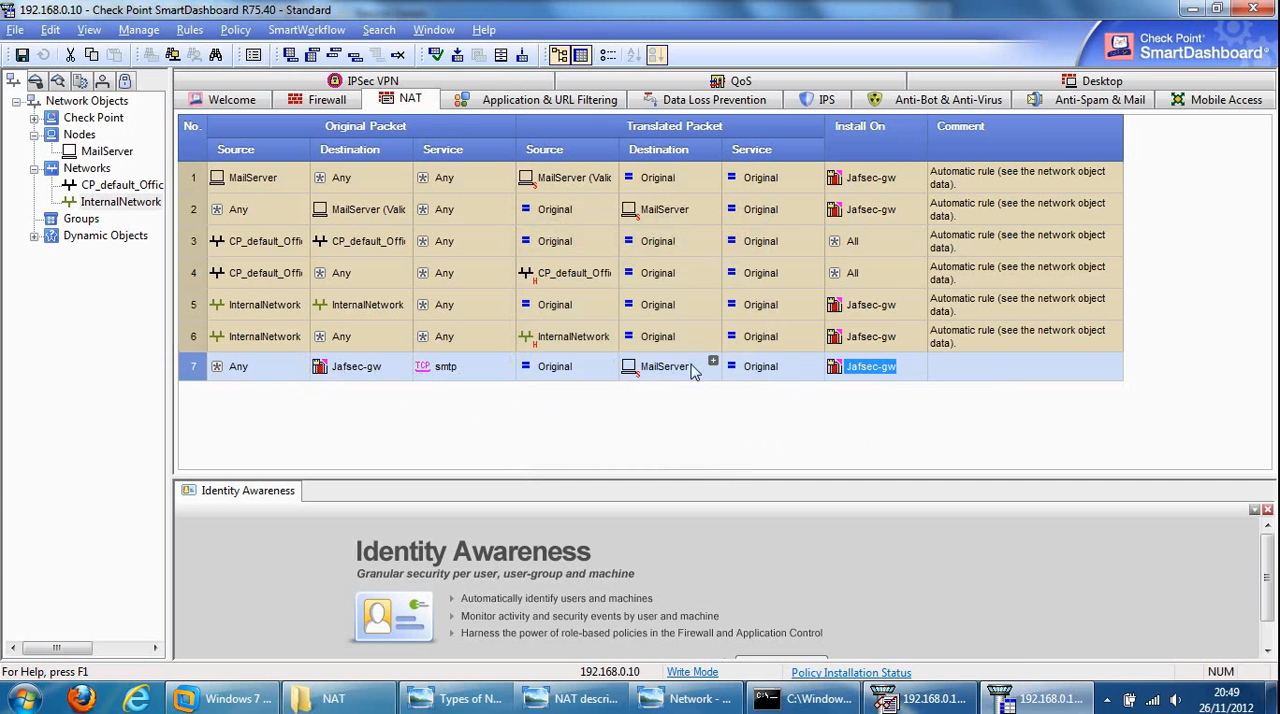 192.168.0.10 - Check Point SmartDashboard R75.40 - Standard
File Edit View Manage Rules Policy SmartWorkflow Search Window Help
Check Point
SmartDashboard
IPSec VPN QoS Desktop
Welcome Firewall NAT Application & URL Filtering Data Loss Prevention IPS Anti-Bot & Anti-Virus Anti-Spam & Mail Mobile Access
Network Objects
Check Point
Nodes
MailServer
Networks
CP_default_Offic
InternalNetwork
Groups
Dynamic Objects
No. Original Packet Translated Packet Install On Comment
Source Destination Service Source Destination Service
1 MailServer Any Any MailServer (Valid Original Original Jafsec-gw Automatic rule (see the network object data).
2 Any MailServer (Valid Any Original MailServer Original Jafsec-gw Automatic rule (see the network object data).
3 CP_default_Offi CP_default_Offi Any Original Original Original All Automatic rule (see the network object data).
4 CP_default_Offi Any Any CP_default_Offi Original Original All Automatic rule (see the network object data).
5 InternalNetwork InternalNetwork Any Original Original Original Jafsec-gw Automatic rule (see the network object data).
6 InternalNetwork Any Any InternalNetwork Original Original Jafsec-gw Automatic rule (see the network object data).
7 Any Jafsec-gw TCP smtp Original MailServer Original Jafsec-gw
Identity Awareness
Identity Awareness
Granular security per user, user-group and machine
Automatically identify users and machines
Monitor activity and security events by user and machine
Harness the power of role-based policies in the Firewall and Application Control
For Help, press F1 192.168.0.10 Write Mode Policy Installation Status NUM
Windows 7 ... NAT Types of N... NAT descri... Network - ... C:\Window... 192.168.0.1... 192.168.0.1...
20:49
26/11/2012